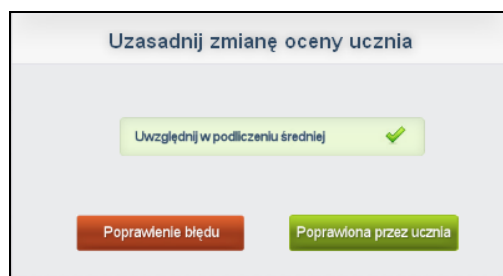 Uzasadnij zmianę oceny ucznia
Uwzględnij w podliczeniu średniej
Poprawienie błędu
Poprawiona przez ucznia